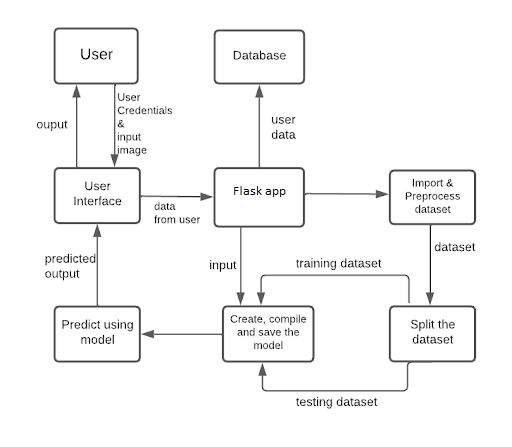 User
Database
User
Credentials
&
input
image
ouput
user
data
User
Interface
data
from user
Flask app
Import &
Preprocess
dataset
dataset
predicted
output
input
training dataset
Predict using
model
Create, compile
and save the
model
Split the
dataset
testing dataset